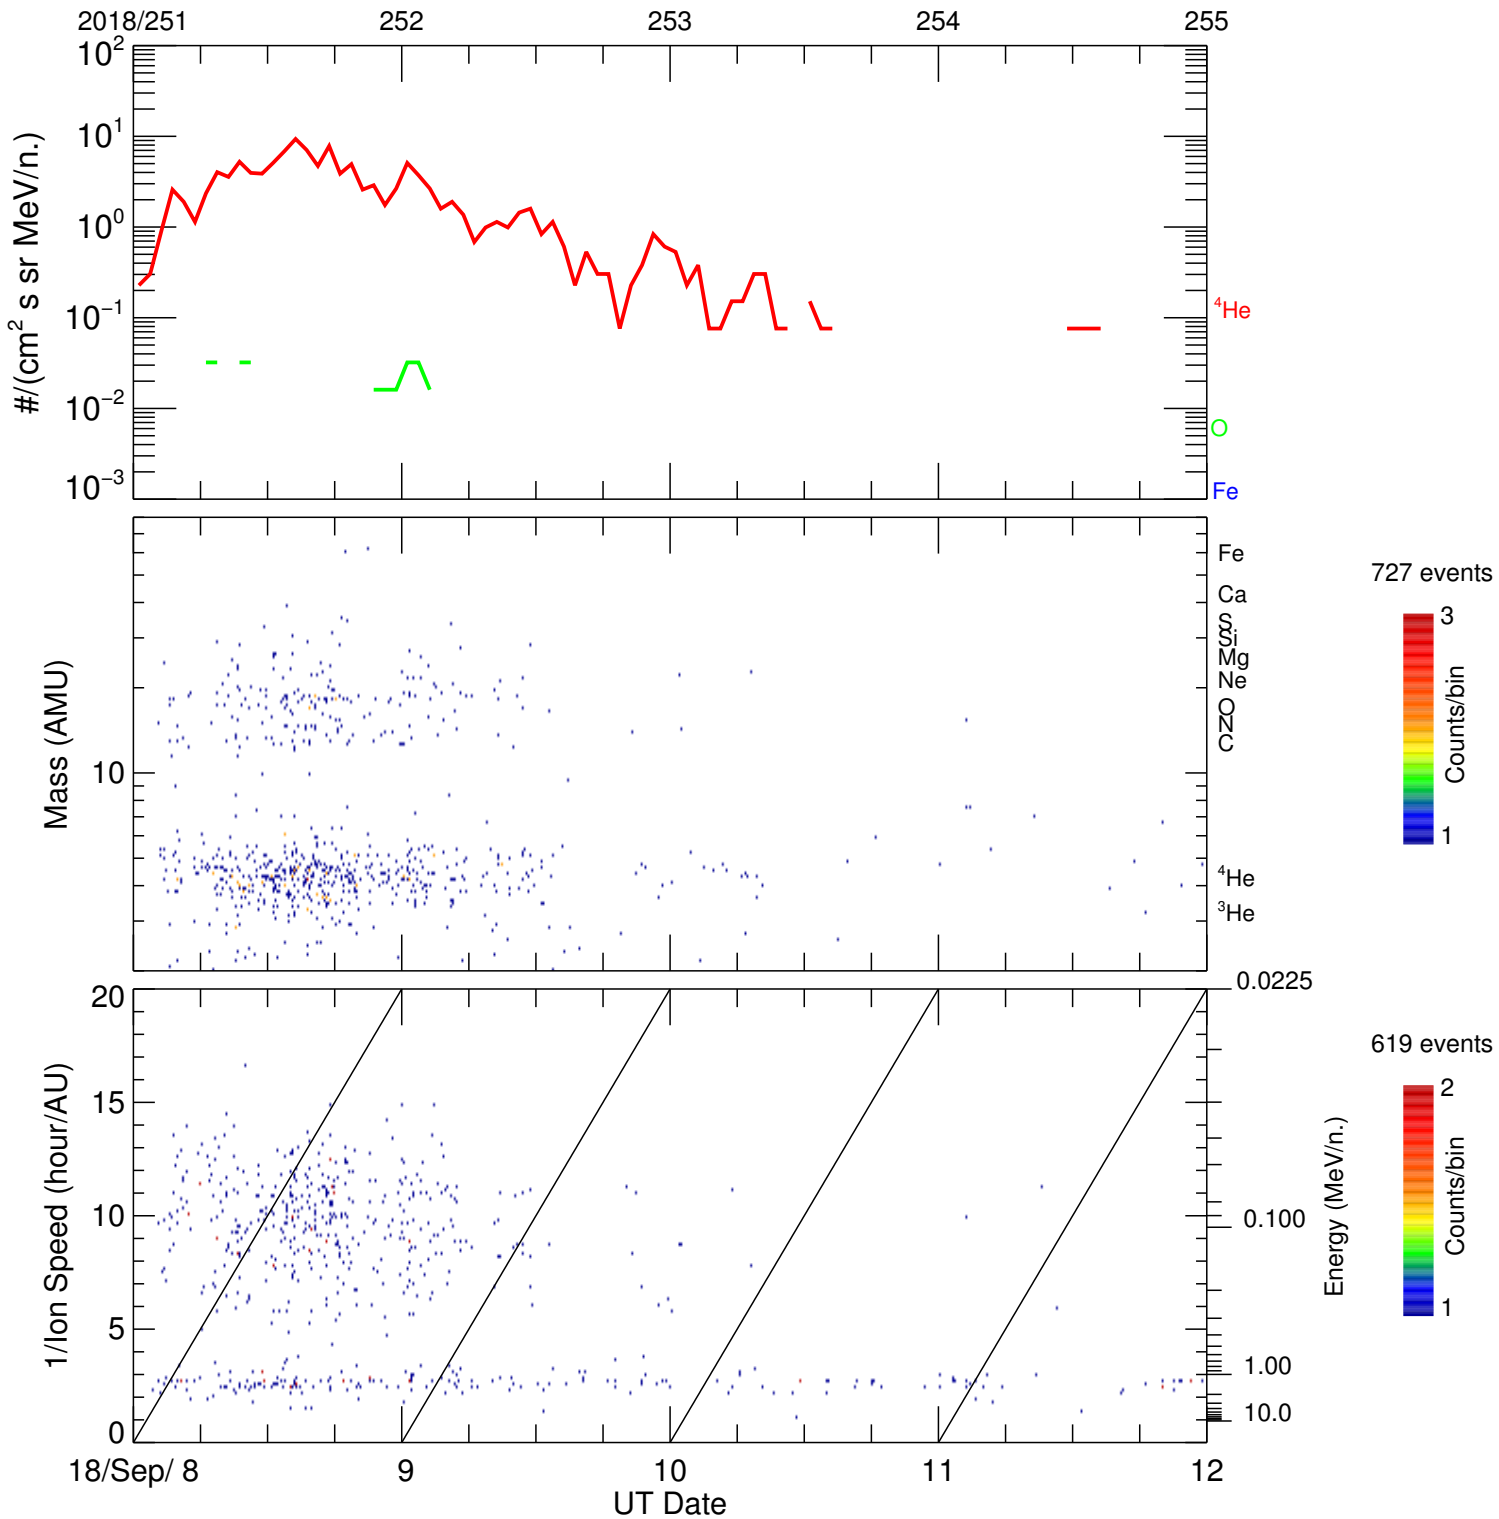 2018/251 252 253 254 255
10² 
10¹
10⁰
10⁻¹
10⁻²
10⁻³
#/(cm² s sr MeV/n.)
⁴He
O
Fe
Mass (AMU)
10
Fe
Ca
S
Si
Mg
Ne
O
N
C
⁴He
³He
727 events
3
Counts/bin
1
1/Ion Speed (hour/AU)
20
15
10
5
0
0.0225
0.100
1.00
10.0
Energy (MeV/n.)
619 events
2
Counts/bin
1
18/Sep/ 8 9 10 11 12
UT Date